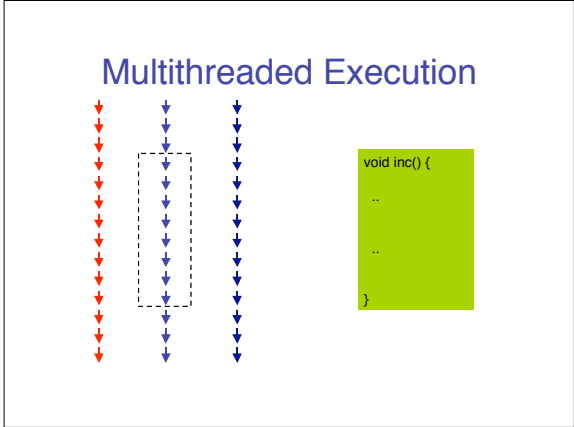 Multithreaded Execution
void inc() {
..
..
}